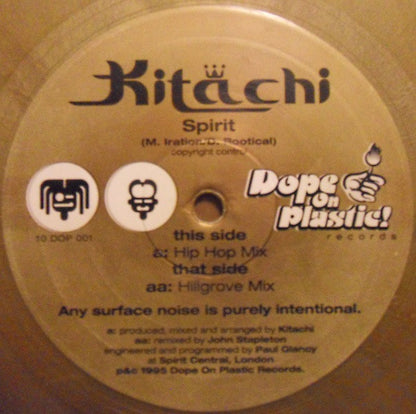 Kitachi
Spirit
(M. Iration/D. Rootical)
copyright control
Dope
On
Plastic!
records
10 DOP 001
this side
a: Hip Hop Mix
that side
aa: Hillgrove Mix
Any surface noise is purely intentional.
a: produced, mixed and arranged by Kitachi
aa: remixed by John Stapleton
engineered and programmed by Paul Glancy
at Spirit Central, London
p&c 1995 Dope On Plastic Records.